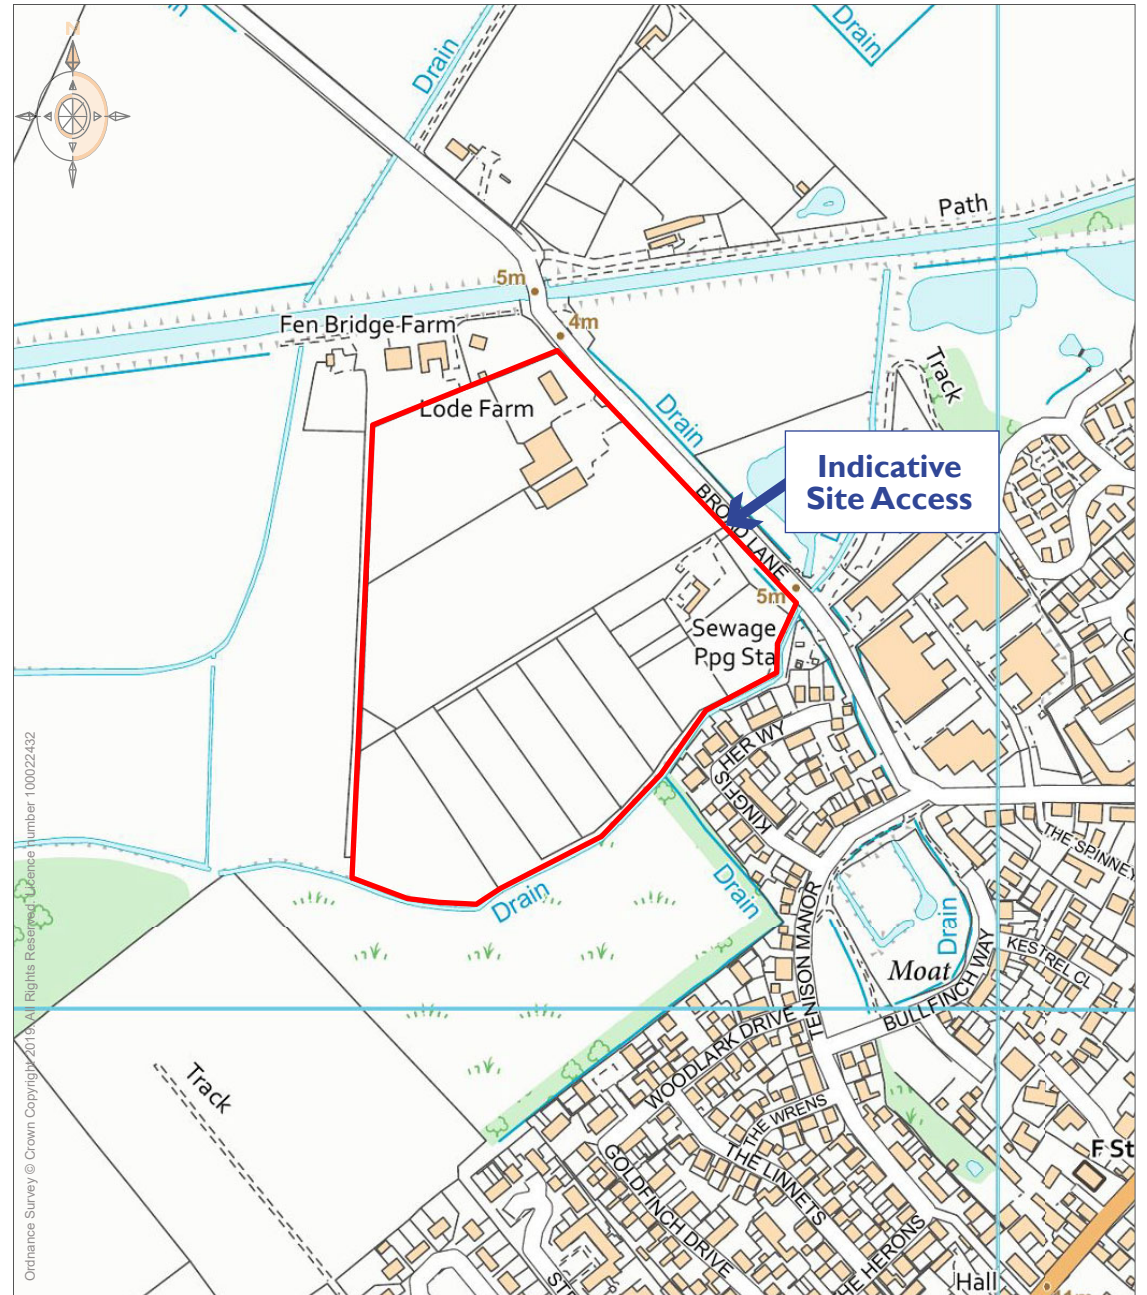 in
Drain
Drain
N
Path
5m
4m
Fen Bridge Farm
Lode Farm
Drain
Track
Indicative
Site Access
BROAD LANE
5m
Sewage
Ppg Sta
KINGFISHER WY
THE SPINNEY
Drain
Drain
TENISON MANOR
Drain
Moat
KESTREL CL
BULLFINCH WAY
WOODLARK DRIVE
Track
THE WRENS
THE LINNETS
GOLDFINCH DRIVE
HE HERONS
F St
Hall
Ordnance Survey © Crown Copyright 2019. All Rights Reserved. Licence number 100022432